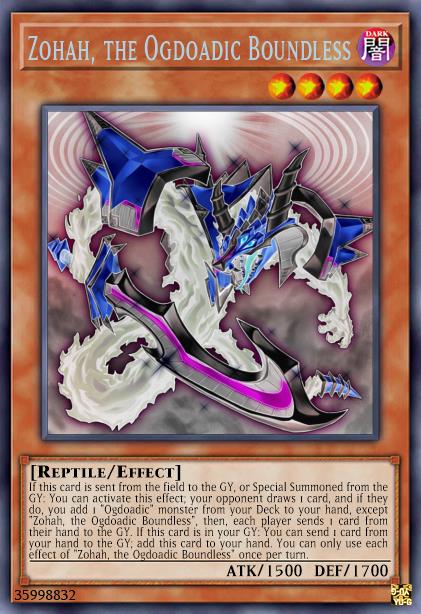 ZOHAH, THE OGDOADIC BOUNDLESS
DARK
闇
[REPTILE/EFFECT]
If this card is sent from the field to the GY, or Special Summoned from the
GY: You can activate this effect; your opponent draws 1 card, and if they
do, you add 1 "Ogdoadic" monster from your Deck to your hand, except
"Zohah, the Ogdoadic Boundless", then, each player sends 1 card from
their hand to the GY. If this card is in your GY: You can send 1 card from
your hand to the GY; add this card to your hand. You can only use each
effect of "Zohah, the Ogdoadic Boundless" once per turn.
ATK/1500 DEF/1700
35998832